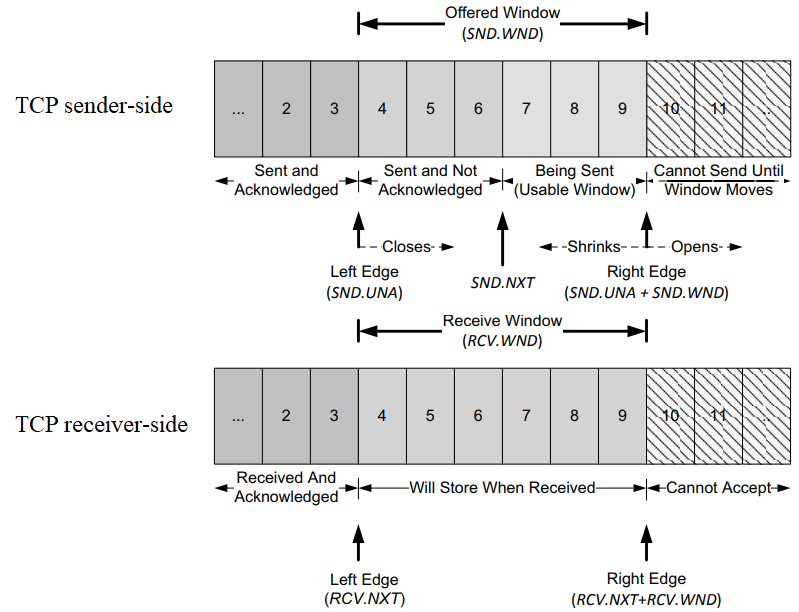 Offered Window
(SND.WND)
TCP sender-side
... 2 3 4 5 6 7 8 9 10 11 ...
Sent and
Acknowledged
Sent and Not
Acknowledged
Being Sent
(Usable Window)
Cannot Send Until
Window Moves
Closes
Shrinks
Opens
Left Edge
(SND.UNA)
SND.NXT
Right Edge
(SND.UNA + SND.WND)
Receive Window
(RCV.WND)
TCP receiver-side
... 2 3 4 5 6 7 8 9 10 11 ...
Received And
Acknowledged
Will Store When Received
Cannot Accept
Left Edge
(RCV.NXT)
Right Edge
(RCV.NXT+RCV.WND)